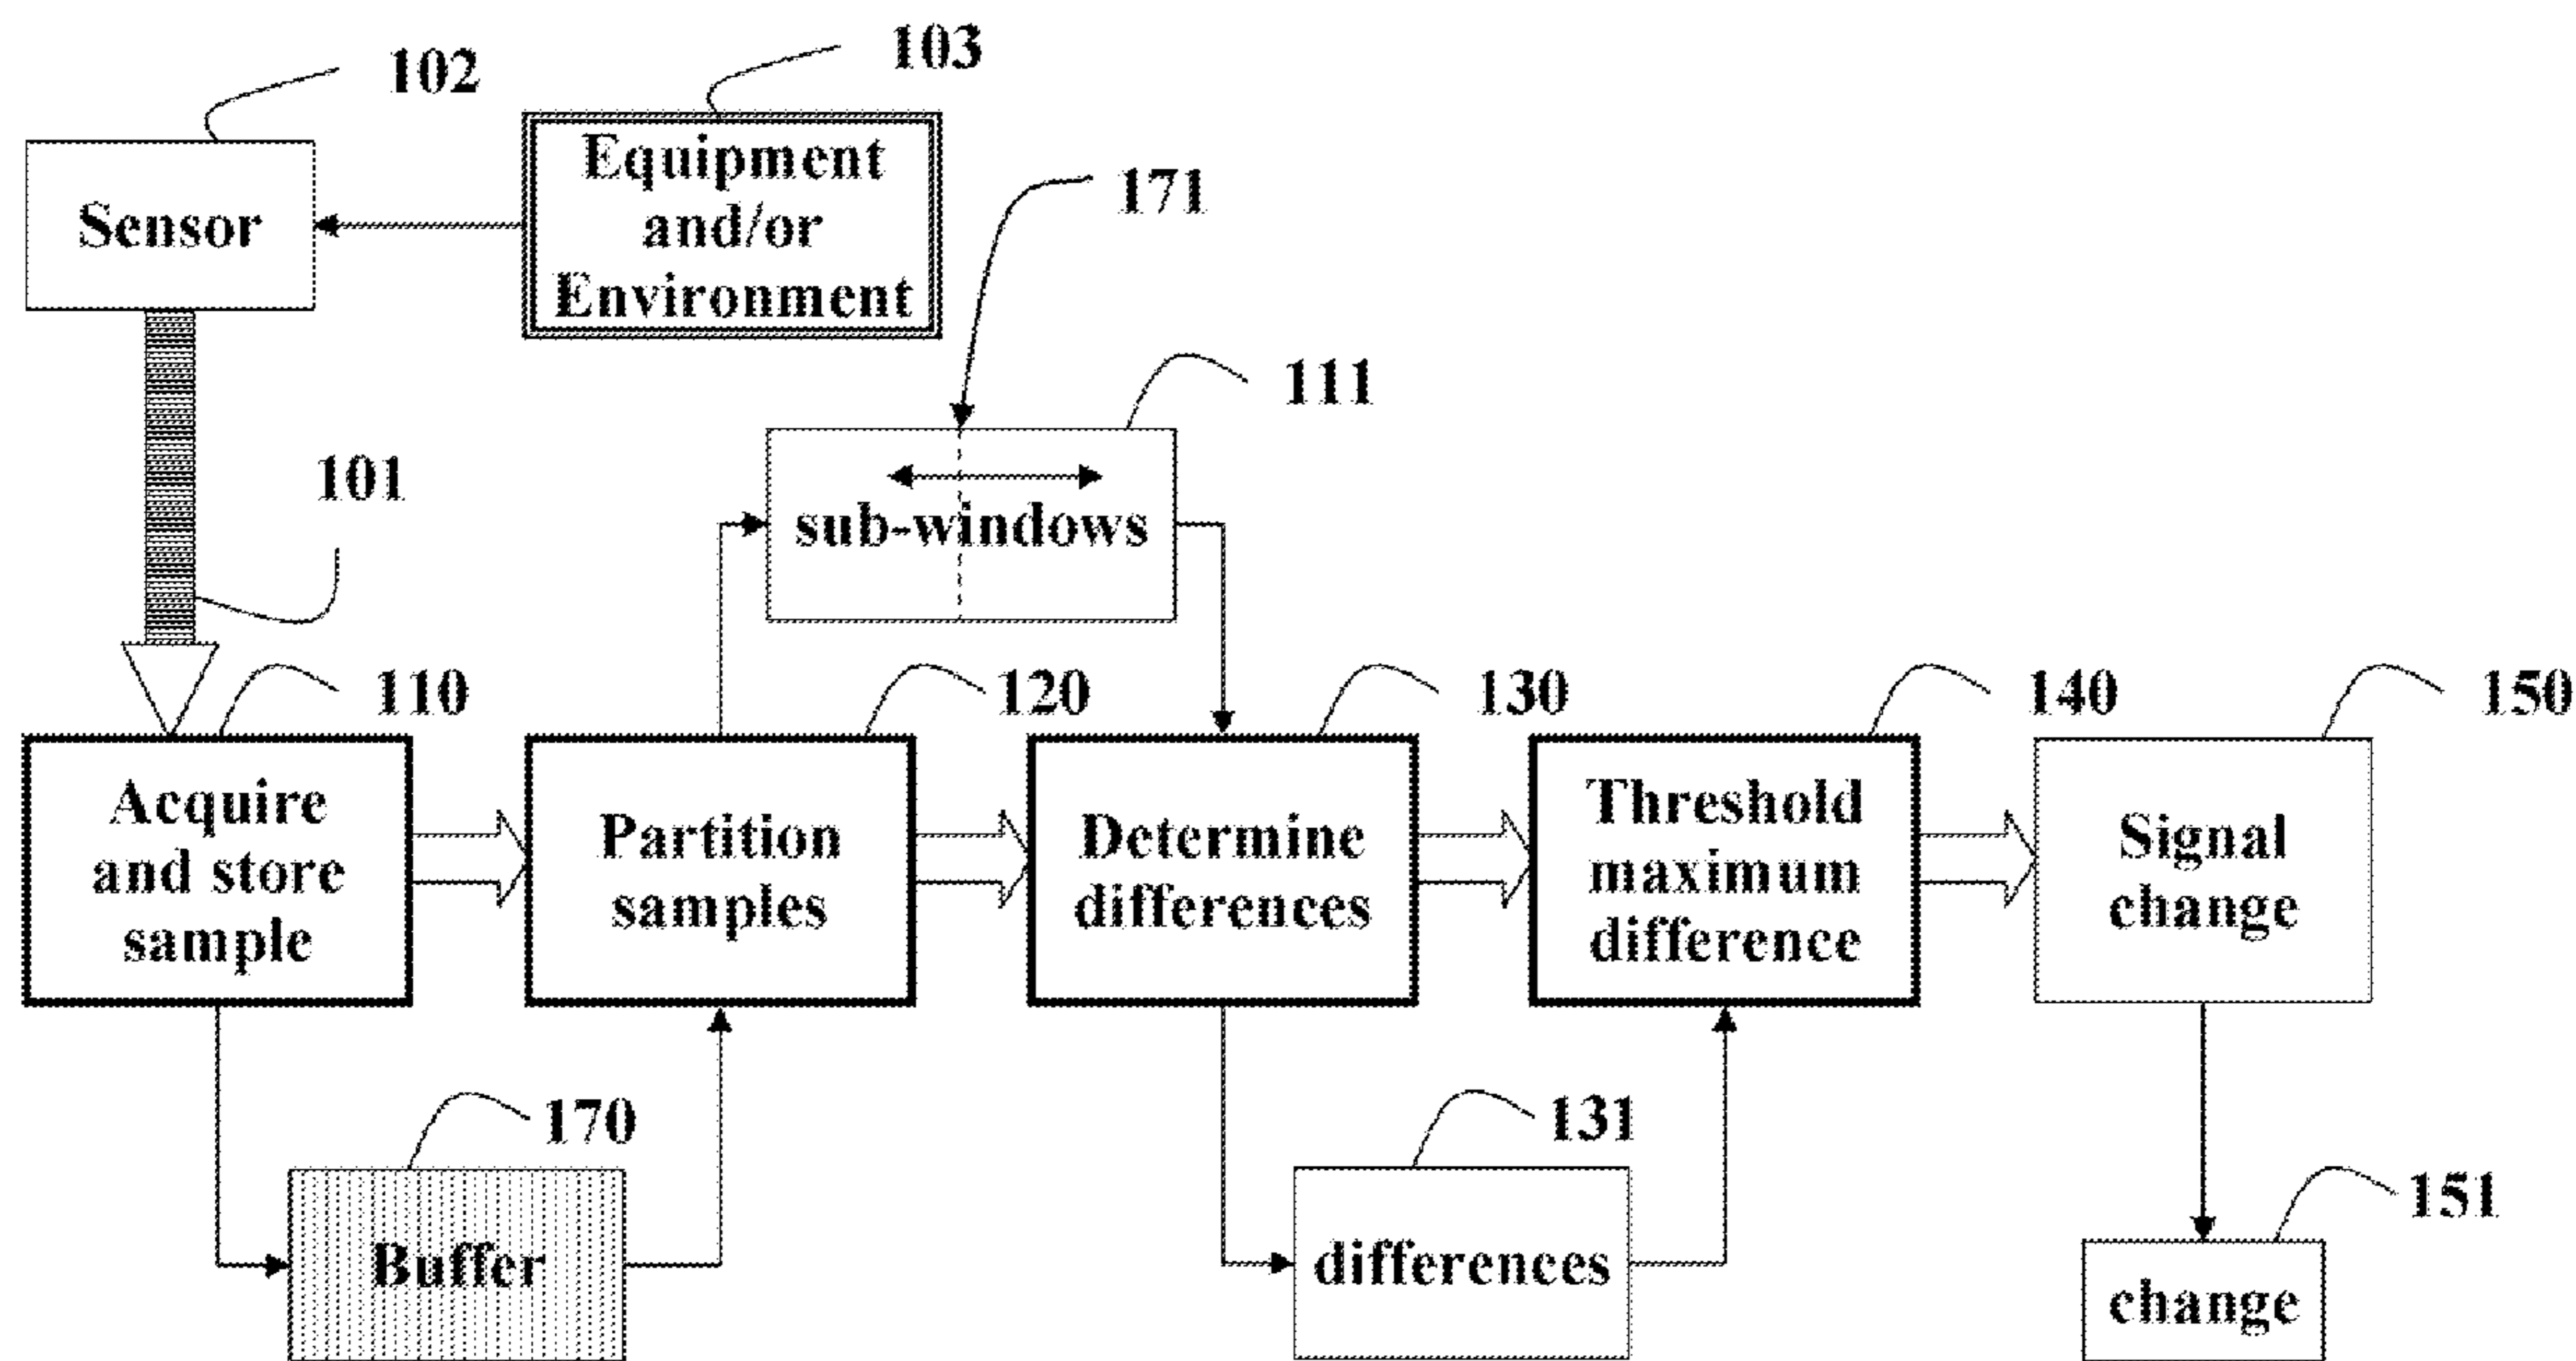 102
103
Sensor
Equipment
and/or
Environment
171
111
101
sub-windows
110
120
130
140
150
Acquire
and store
sample
Partition
samples
Determine
differences
Threshold
maximum
difference
Signal
change
170
131
151
Buffer
differences
change